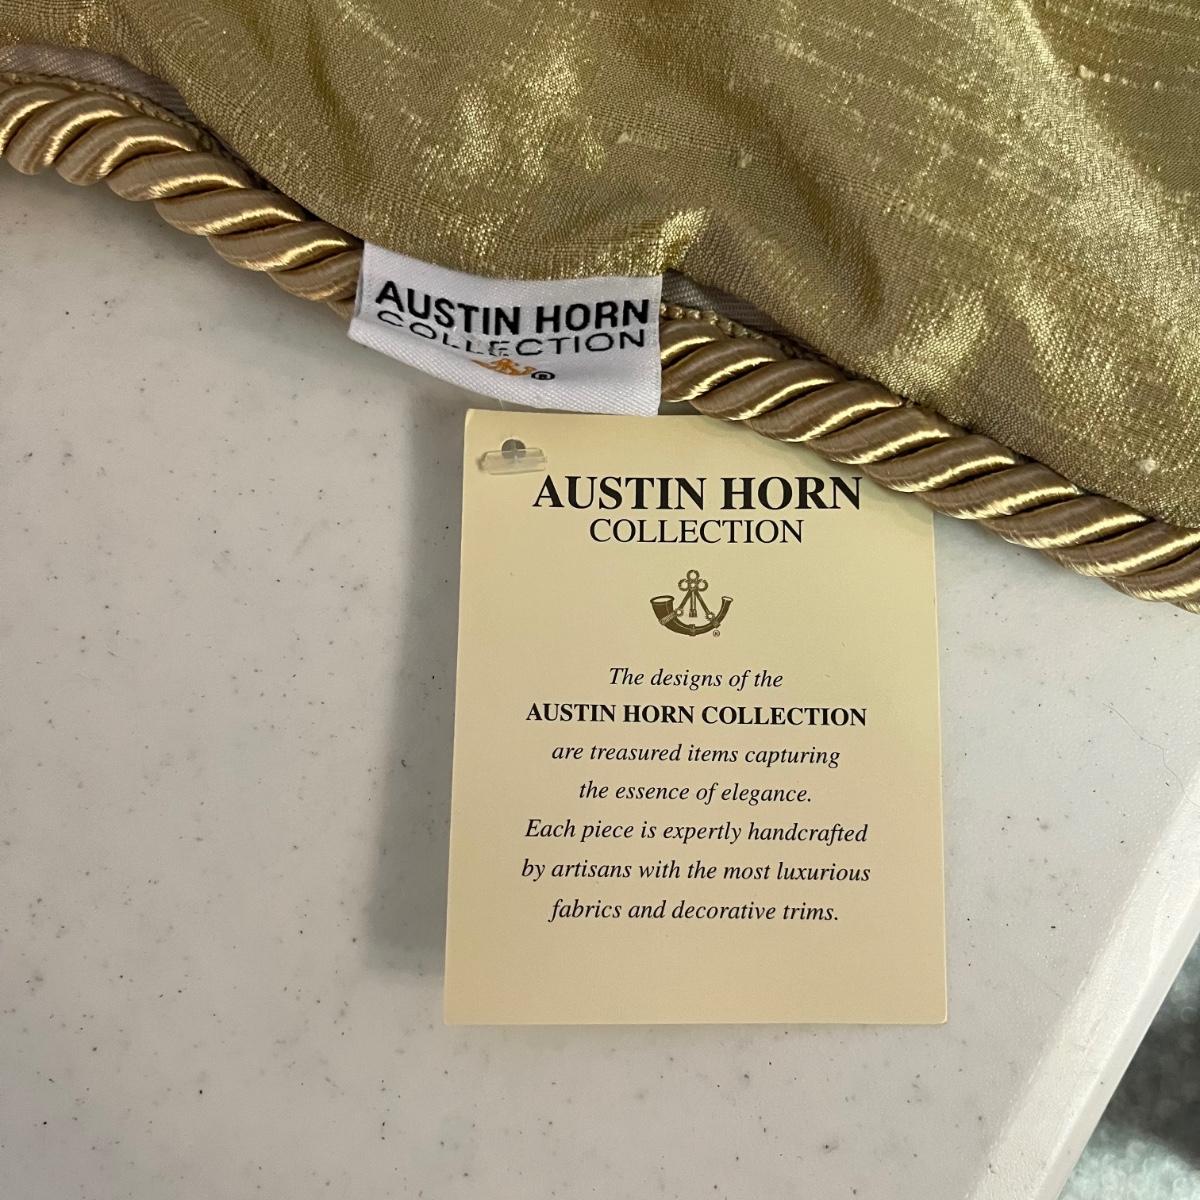 AUSTIN HORN
COLLECTION
®
AUSTIN HORN
COLLECTION
®
The designs of the
AUSTIN HORN COLLECTION
are treasured items capturing
the essence of elegance.
Each piece is expertly handcrafted
by artisans with the most luxurious
fabrics and decorative trims.